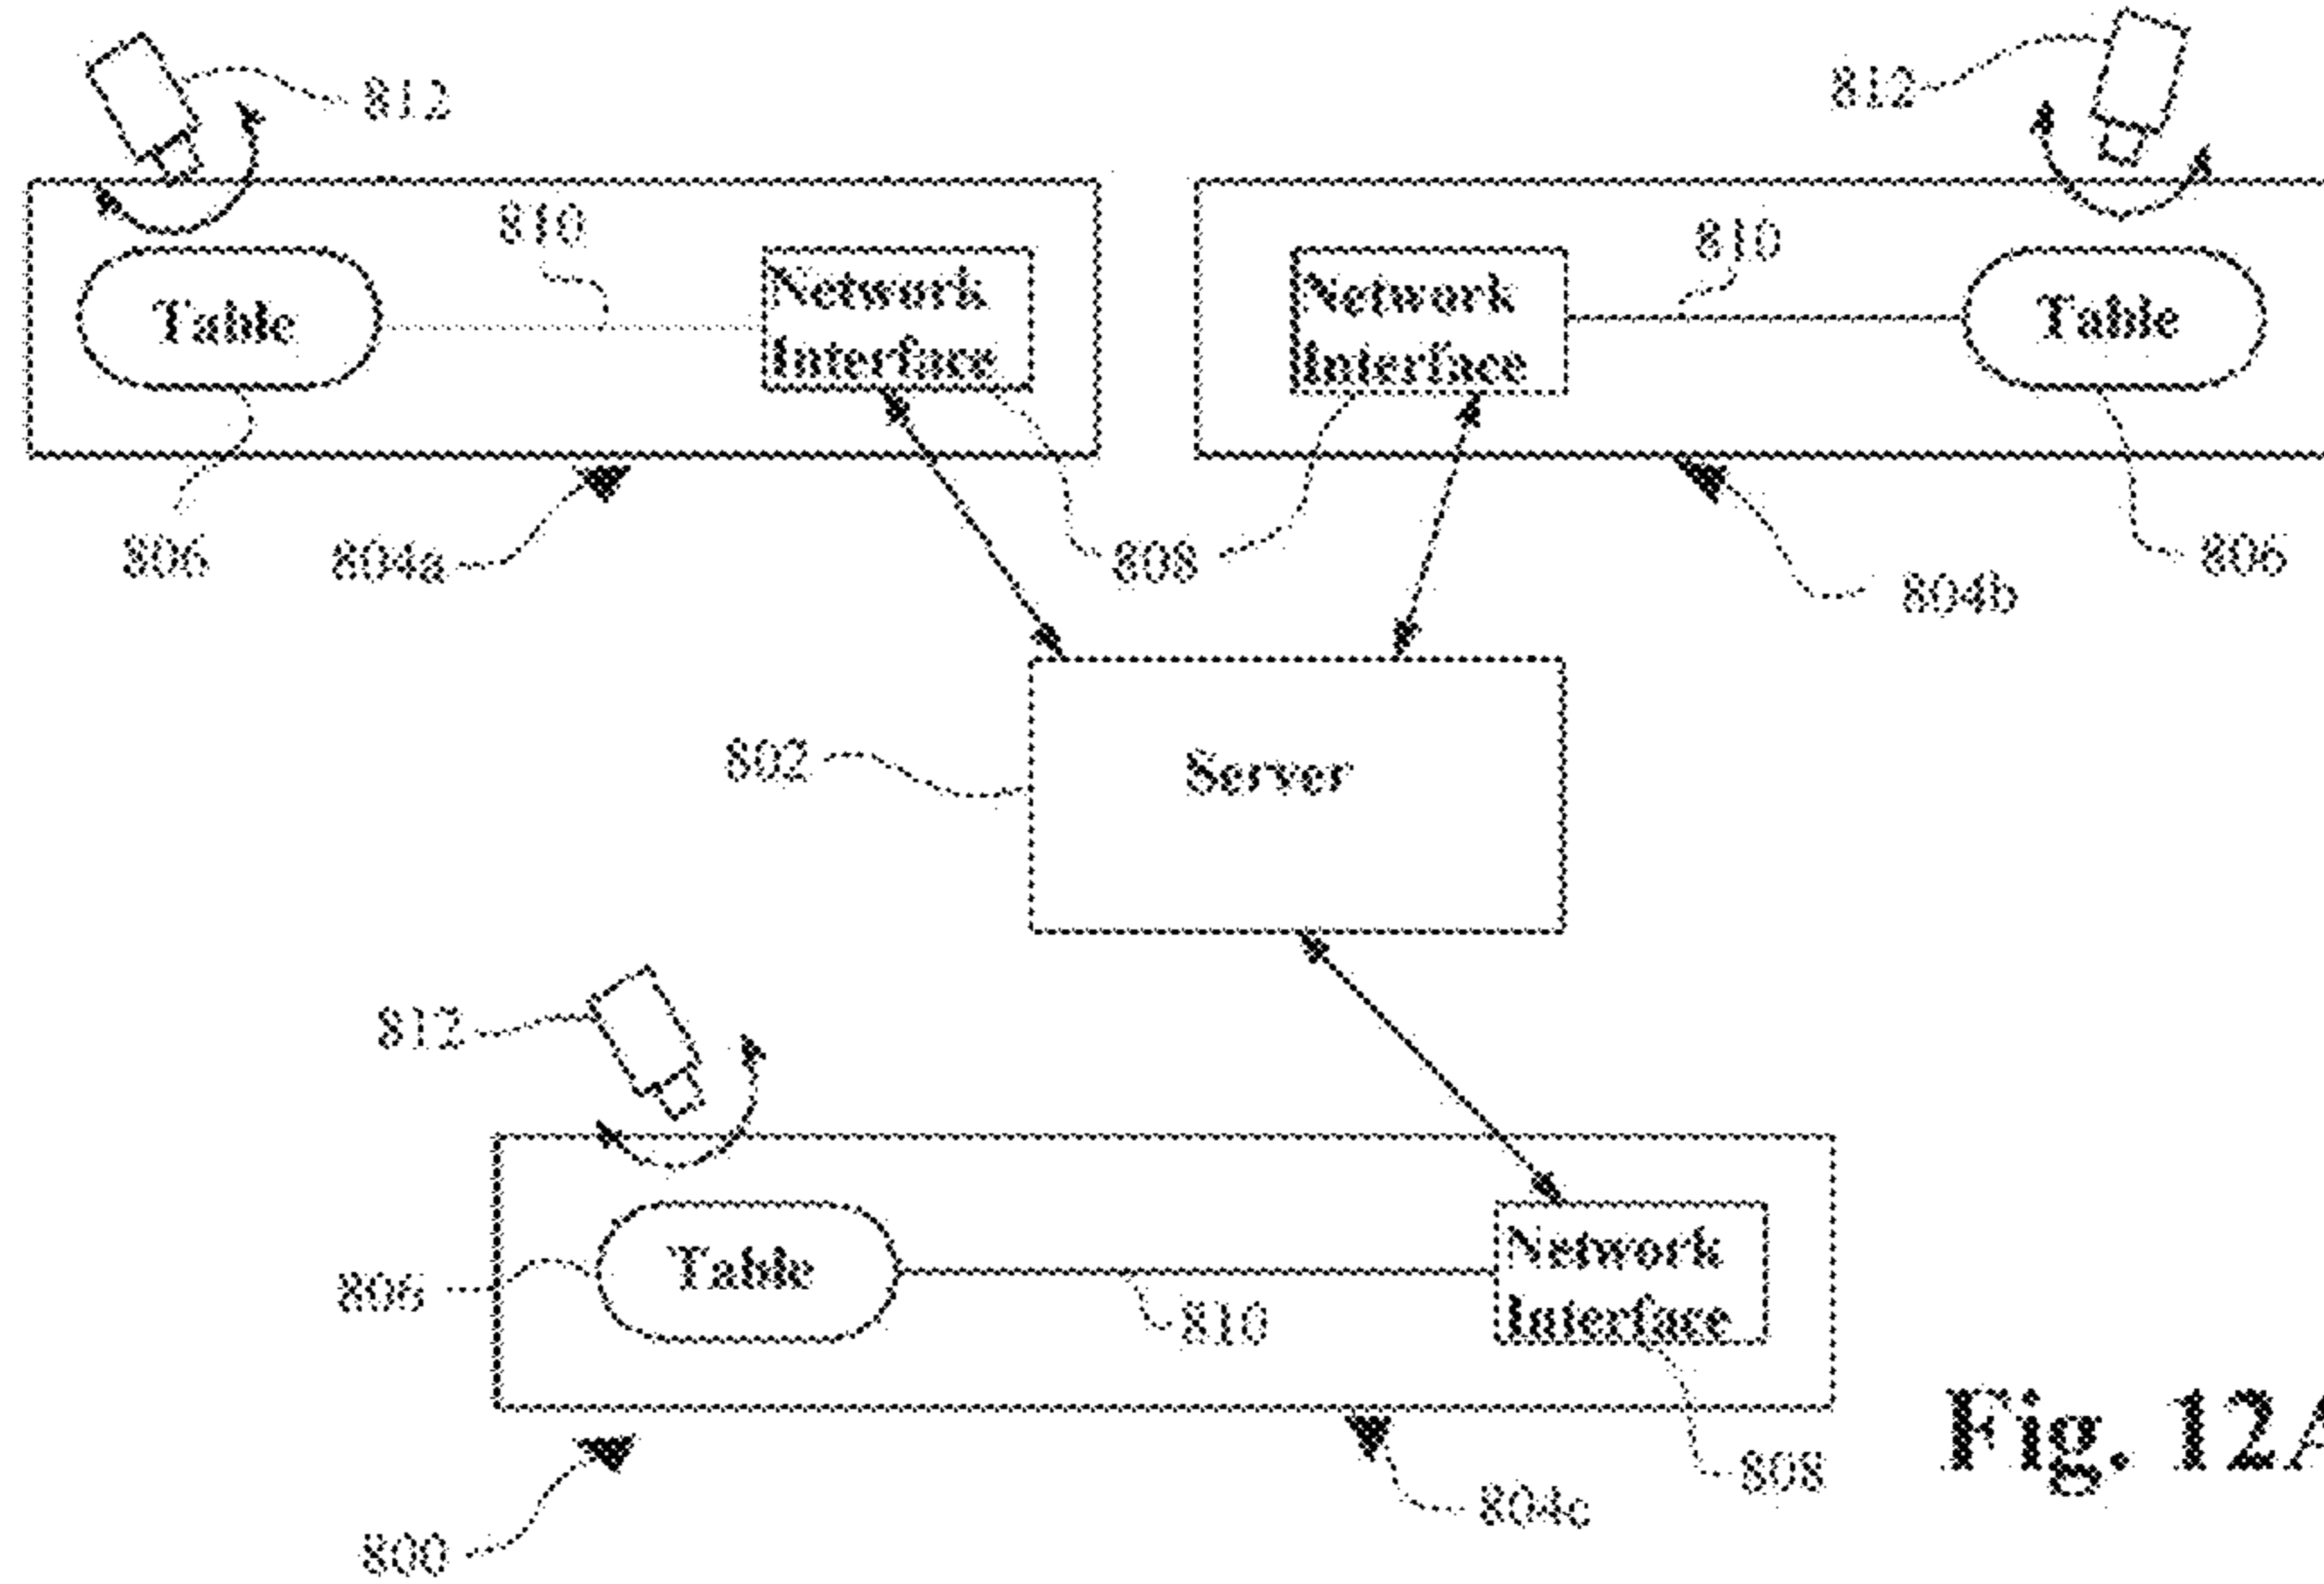 812
812
810
810
Table
Network
Interface
Network
Interface
Table
806
804a
808
804b
806
802
Server
812
806
Table
810
Network
Interface
808
804c
800
Fig. 12A